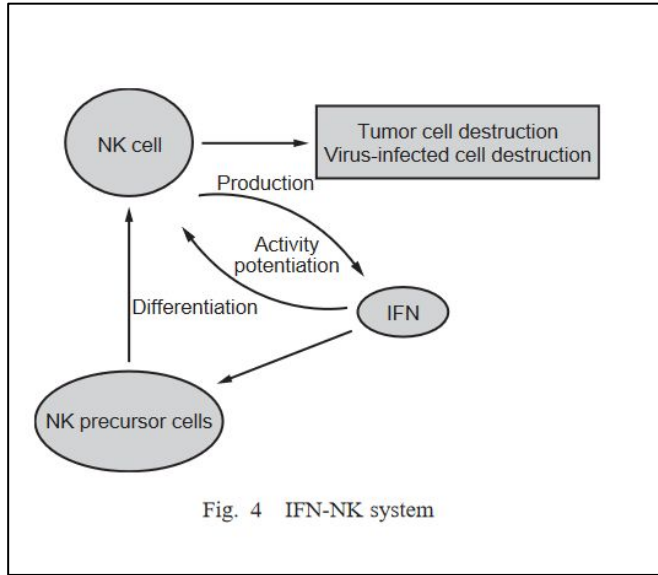 NK cell
Tumor cell destruction
Virus-infected cell destruction
Production
Activity
potentiation
Differentiation
IFN
NK precursor cells
Fig. 4 IFN-NK system